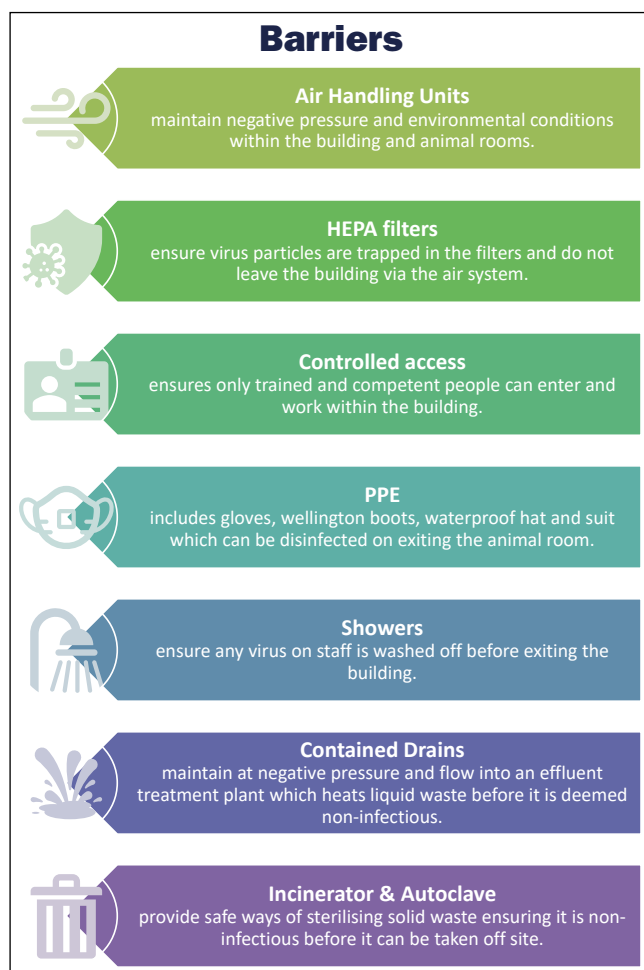 Barriers
Air Handling Units
maintain negative pressure and environmental conditions
within the building and animal rooms.
HEPA filters
ensure virus particles are trapped in the filters and do not
leave the building via the air system.
Controlled access
ensures only trained and competent people can enter and
work within the building.
PPE
includes gloves, wellington boots, waterproof hat and suit
which can be disinfected on exiting the animal room.
Showers
ensure any virus on staff is washed off before exiting the
building.
Contained Drains
maintain at negative pressure and flow into an effluent
treatment plant which heats liquid waste before it is deemed
non-infectious.
Incinerator & Autoclave
provide safe ways of sterilising solid waste ensuring it is non-
infectious before it can be taken off site.